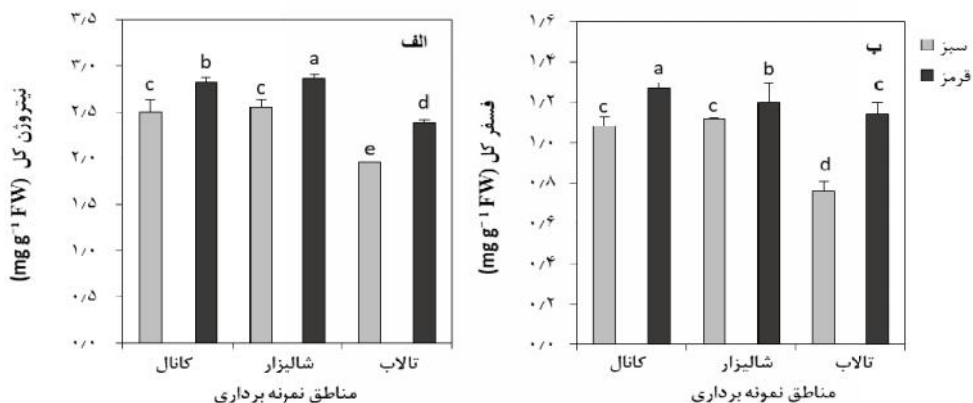 الف
نیتروژن کل (mg g⁻¹ FW)
۳٫۵
۳٫۰
۲٫۵
۲٫۰
۱٫۵
۱٫۰
۰٫۵
۰٫۰
c b c a e d
کانال شالیزار تالاب
مناطق نمونه برداری
ب
فسفر کل (mg g⁻¹ FW)
۱٫۶
۱٫۴
۱٫۲
۱٫۰
۰٫۸
۰٫۶
۰٫۴
۰٫۲
۰٫۰
c a c b d c
کانال شالیزار تالاب
مناطق نمونه برداری
سبز
قرمز